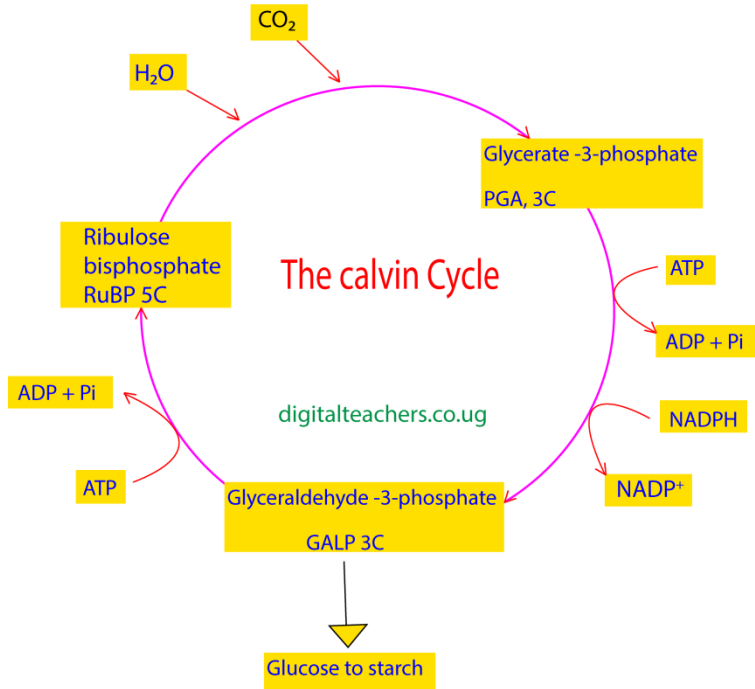 CO₂
H₂O
Glycerate -3-phosphate
PGA, 3C
Ribulose
bisphosphate
RuBP 5C
The calvin Cycle
ATP
ADP + Pi
ADP + Pi
digitalteachers.co.ug
NADPH
ATP
NADP⁺
Glyceraldehyde -3-phosphate
GALP 3C
Glucose to starch